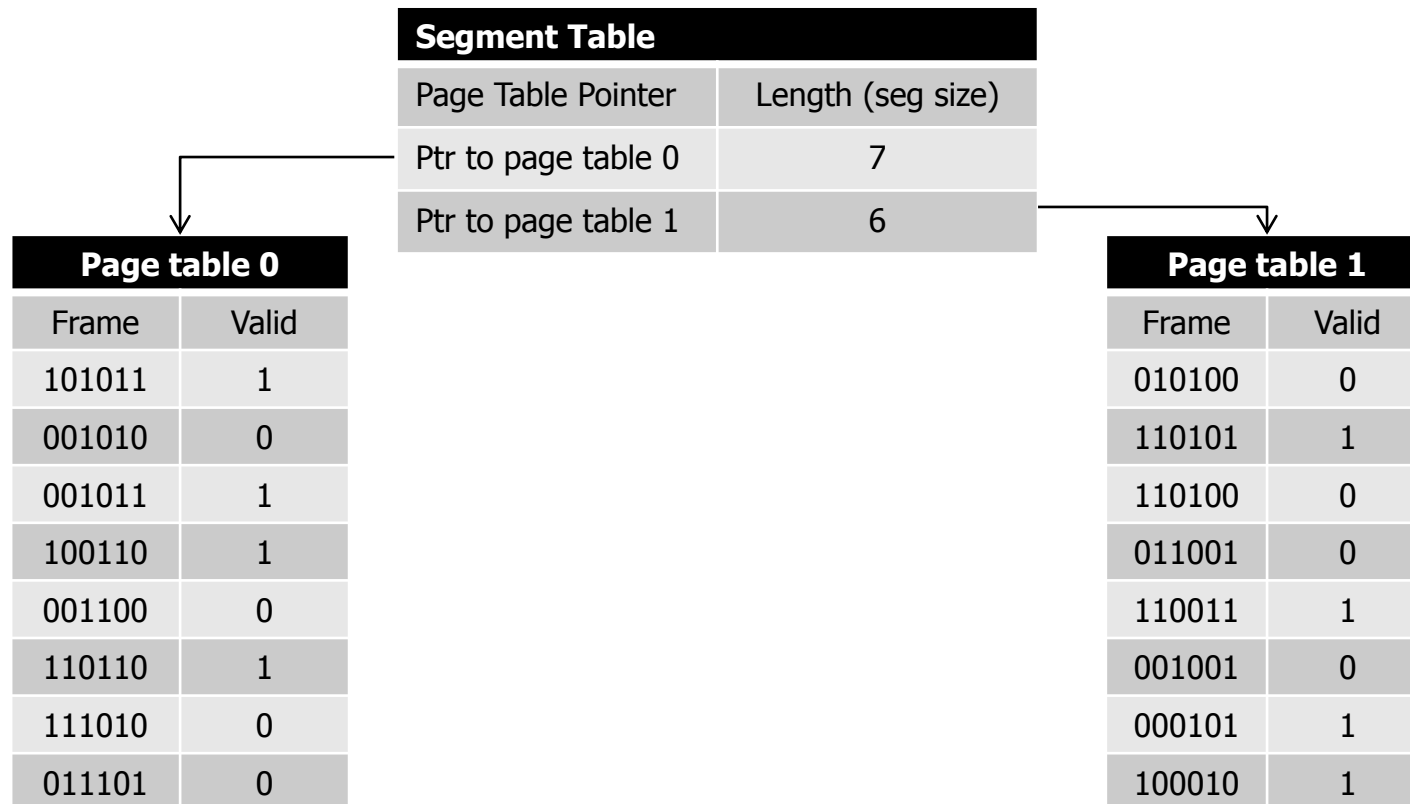 Segment Table
Page Table Pointer Length (seg size)
Ptr to page table 0 7
Ptr to page table 1 6
Page table 0
Frame Valid
101011 1
001010 0
001011 1
100110 1
001100 0
110110 1
111010 0
011101 0
Page table 1
Frame Valid
010100 0
110101 1
110100 0
011001 0
110011 1
001001 0
000101 1
100010 1